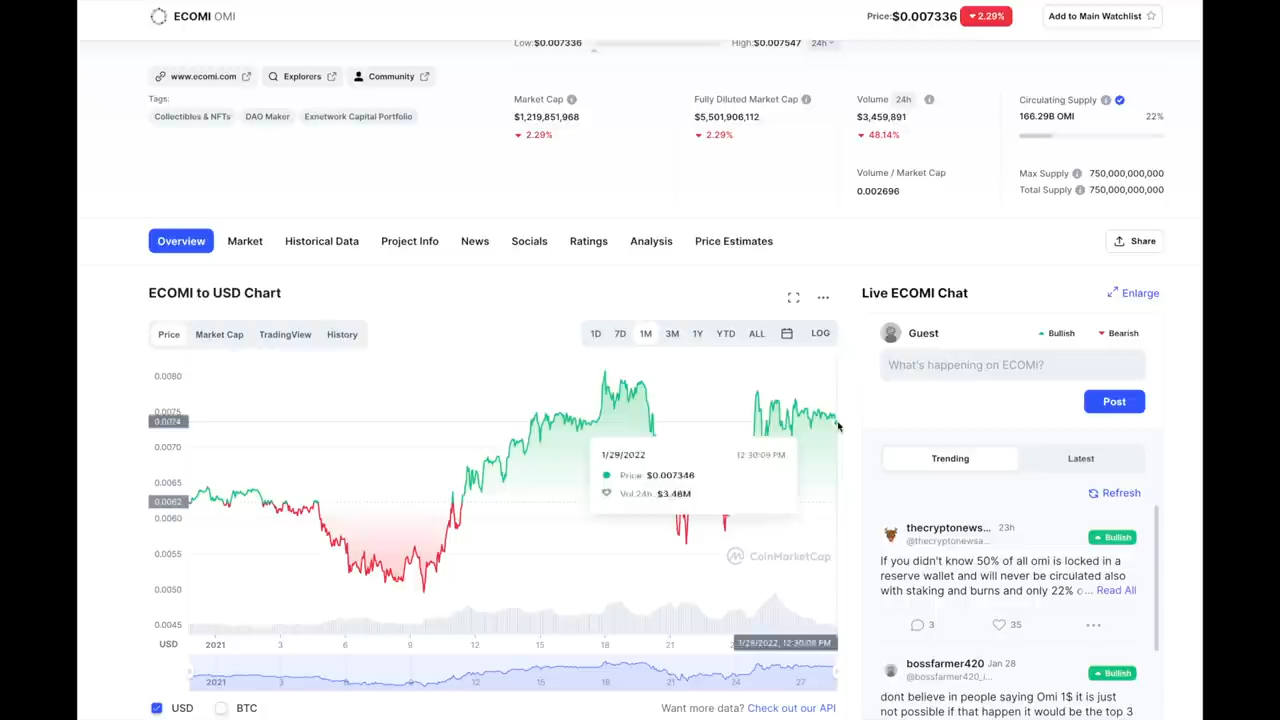 ECOMI OMI
Price:$0.007336 2.29%
Add to Main Watchlist
Low:$0.007336
High:$0.007547 24h
www.ecomi.com
Explorers
Community
Tags:
Collectibles & NFTs
DAO Maker
Exnetwork Capital Portfolio
Market Cap
$1,219,851,968
2.29%
Fully Diluted Market Cap
$5,501,906,112
2.29%
Volume 24h
$3,459,891
48.14%
Volume / Market Cap
0.002696
Circulating Supply
166.29B OMI 22%
Max Supply 750,000,000,000
Total Supply 750,000,000,000
Overview Market Historical Data Project Info News Socials Ratings Analysis Price Estimates
Share
ECOMI to USD Chart
Price Market Cap TradingView History
1D 7D 1M 3M 1Y YTD ALL LOG
0.0080
0.0075
0.0074
0.0070
0.0065
0.0062
0.0060
0.0055
0.0050
0.0045
1/29/2022 12:30:09 PM
Price: $0.007346
Vol 24h: $3.46M
CoinMarketCap
USD 2021 3 6 9 12 15 18 21
1/29/2022, 12:30:09 PM
2021 3 6 9 12 15 18 21 24 27
USD BTC
Want more data? Check out our API
Live ECOMI Chat
Enlarge
Guest
Bullish Bearish
What's happening on ECOMI?
Post
Trending Latest
Refresh
thecryptonews... 23h
@thecryptonewsa...
Bullish
If you didn't know 50% of all omi is locked in a
reserve wallet and will never be circulated also
with staking and burns and only 22% o... Read All
3 35
bossfarmer420 Jan 28
@bossfarmer420_i...
Bullish
dont believe in people saying Omi 1$ it is just
not possible if that happen it would be the top 3